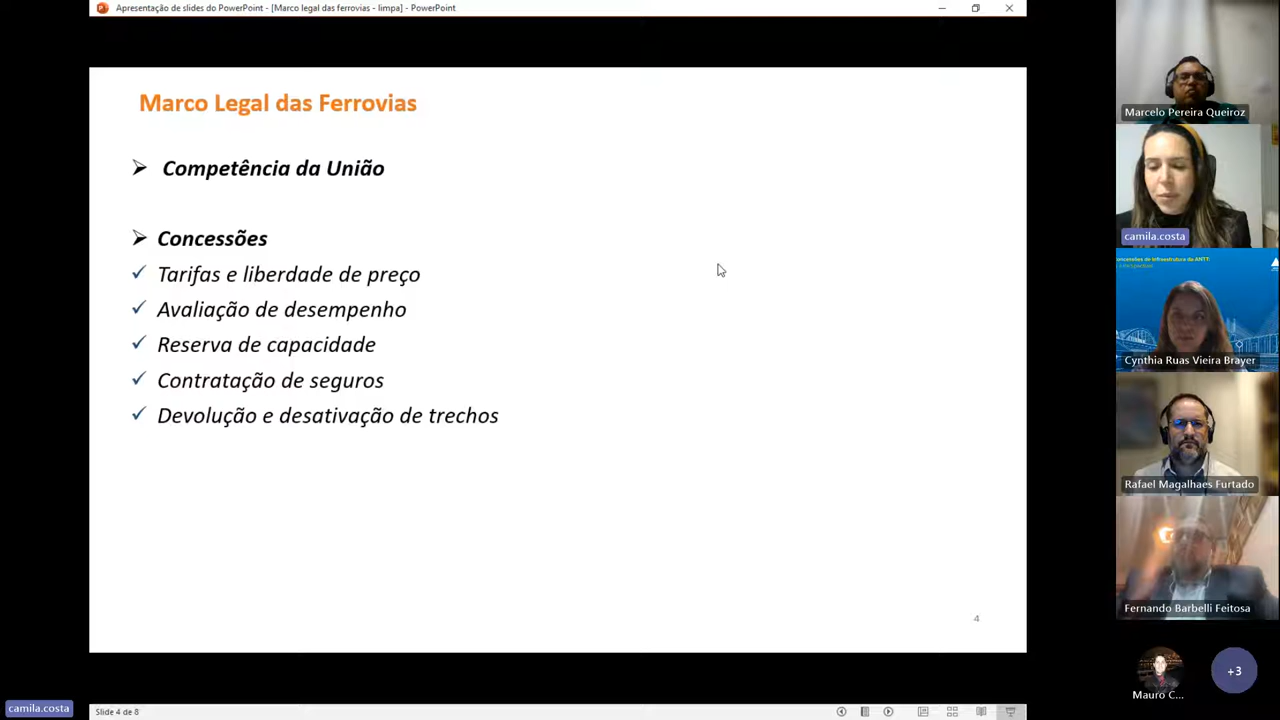 Apresentação de slides do PowerPoint - [Marco legal das ferrovias - limpa] - PowerPoint
Marco Legal das Ferrovias
Competência da União
Concessões
Tarifas e liberdade de preço
Avaliação de desempenho
Reserva de capacidade
Contratação de seguros
Devolução e desativação de trechos
4
Slide 4 de 8
camila.costa
Marcelo Pereira Queiroz
camila.costa
Cynthia Ruas Vieira Brayer
Rafael Magalhaes Furtado
Fernando Barbelli Feitosa
Mauro C...
+3